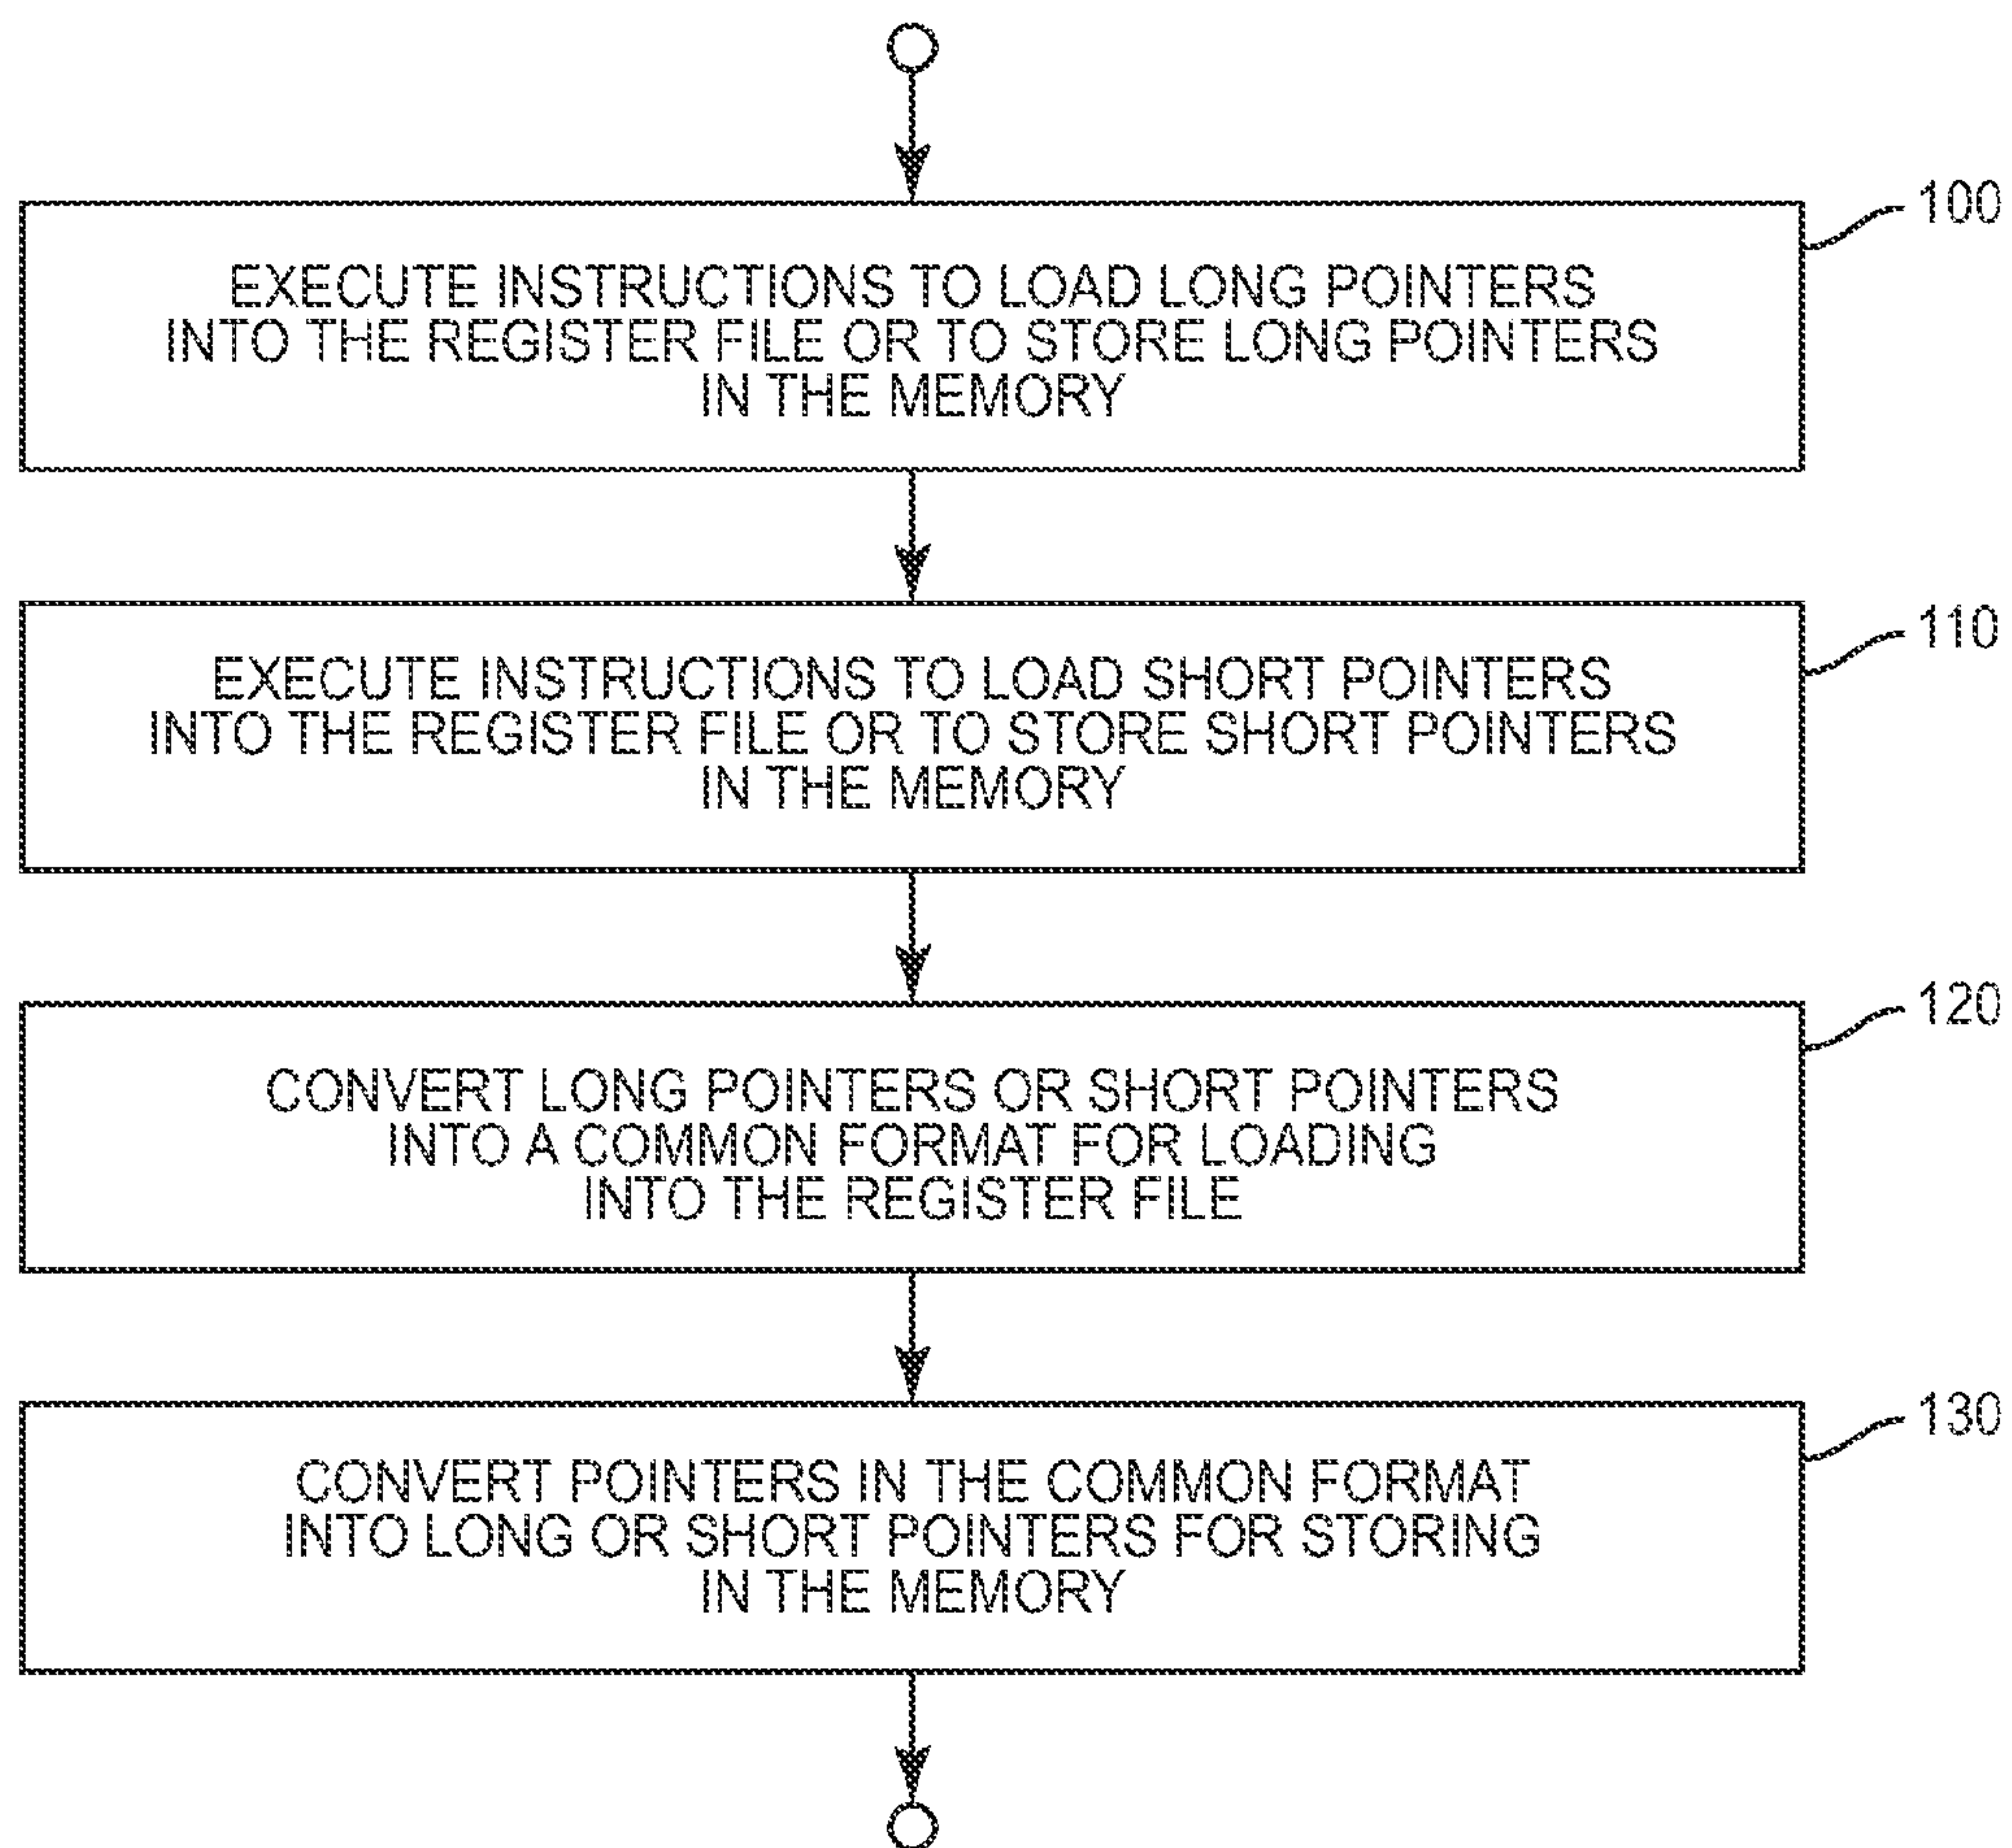 100
EXECUTE INSTRUCTIONS TO LOAD LONG POINTERS
INTO THE REGISTER FILE OR TO STORE LONG POINTERS
IN THE MEMORY
110
EXECUTE INSTRUCTIONS TO LOAD SHORT POINTERS
INTO THE REGISTER FILE OR TO STORE SHORT POINTERS
IN THE MEMORY
120
CONVERT LONG POINTERS OR SHORT POINTERS
INTO A COMMON FORMAT FOR LOADING
INTO THE REGISTER FILE
130
CONVERT POINTERS IN THE COMMON FORMAT
INTO LONG OR SHORT POINTERS FOR STORING
IN THE MEMORY